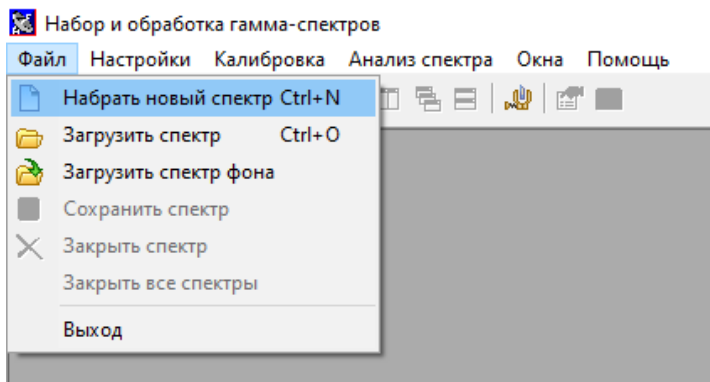 Набор и обработка гамма-спектров
Файл Настройки Калибровка Анализ спектра Окна Помощь
Набрать новый спектр Ctrl+N
Загрузить спектр Ctrl+O
Загрузить спектр фона
Сохранить спектр
Закрыть спектр
Закрыть все спектры
Выход